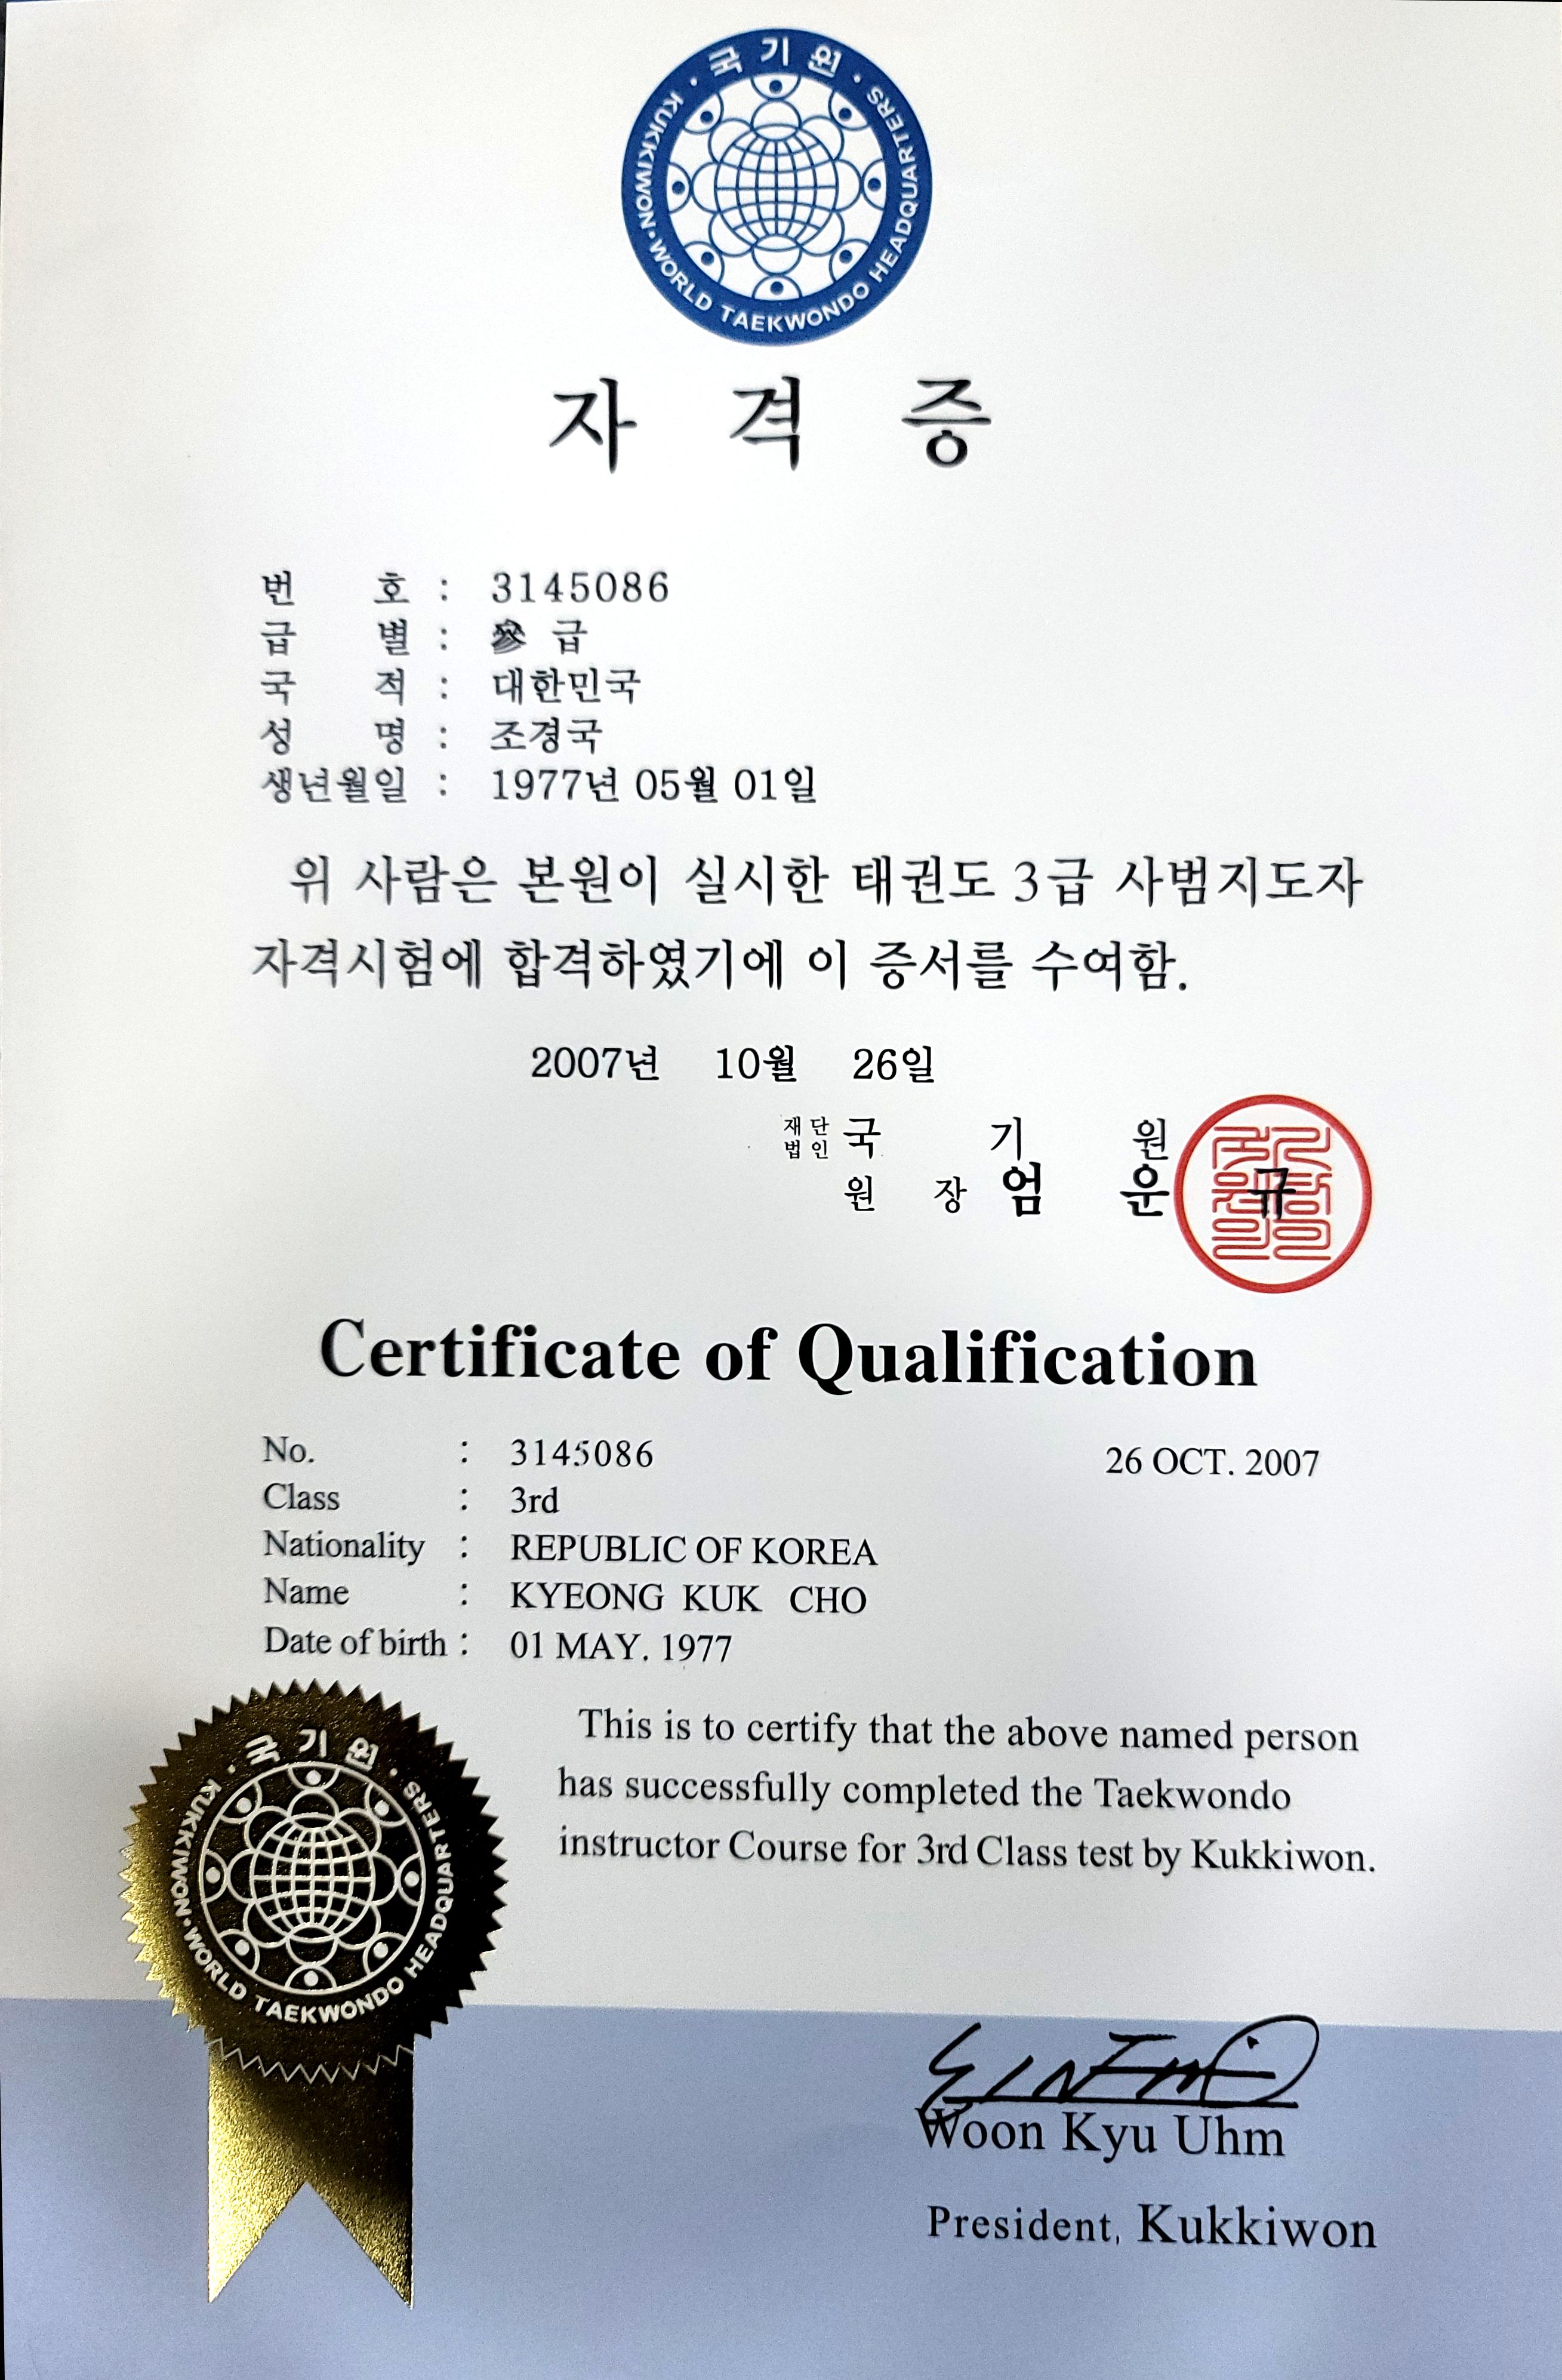 국기원
KUKKIWON · WORLD TAEKWONDO HEADQUARTERS
자 격 증
번 호 : 3145086
급 별 : 參 급
국 적 : 대한민국
성 명 : 조경국
생년월일 : 1977년 05월 01일
위 사람은 본원이 실시한 태권도 3급 사범지도자
자격시험에 합격하였기에 이 증서를 수여함.
2007년 10월 26일
재단법인 국 기 원
원 장 엄 운 규
Certificate of Qualification
No. : 3145086
26 OCT. 2007
Class : 3rd
Nationality : REPUBLIC OF KOREA
Name : KYEONG KUK CHO
Date of birth : 01 MAY. 1977
This is to certify that the above named person
has successfully completed the Taekwondo
instructor Course for 3rd Class test by Kukkiwon.
국기원
KUKKIWON · WORLD TAEKWONDO HEADQUARTERS
Woon Kyu Uhm
President, Kukkiwon